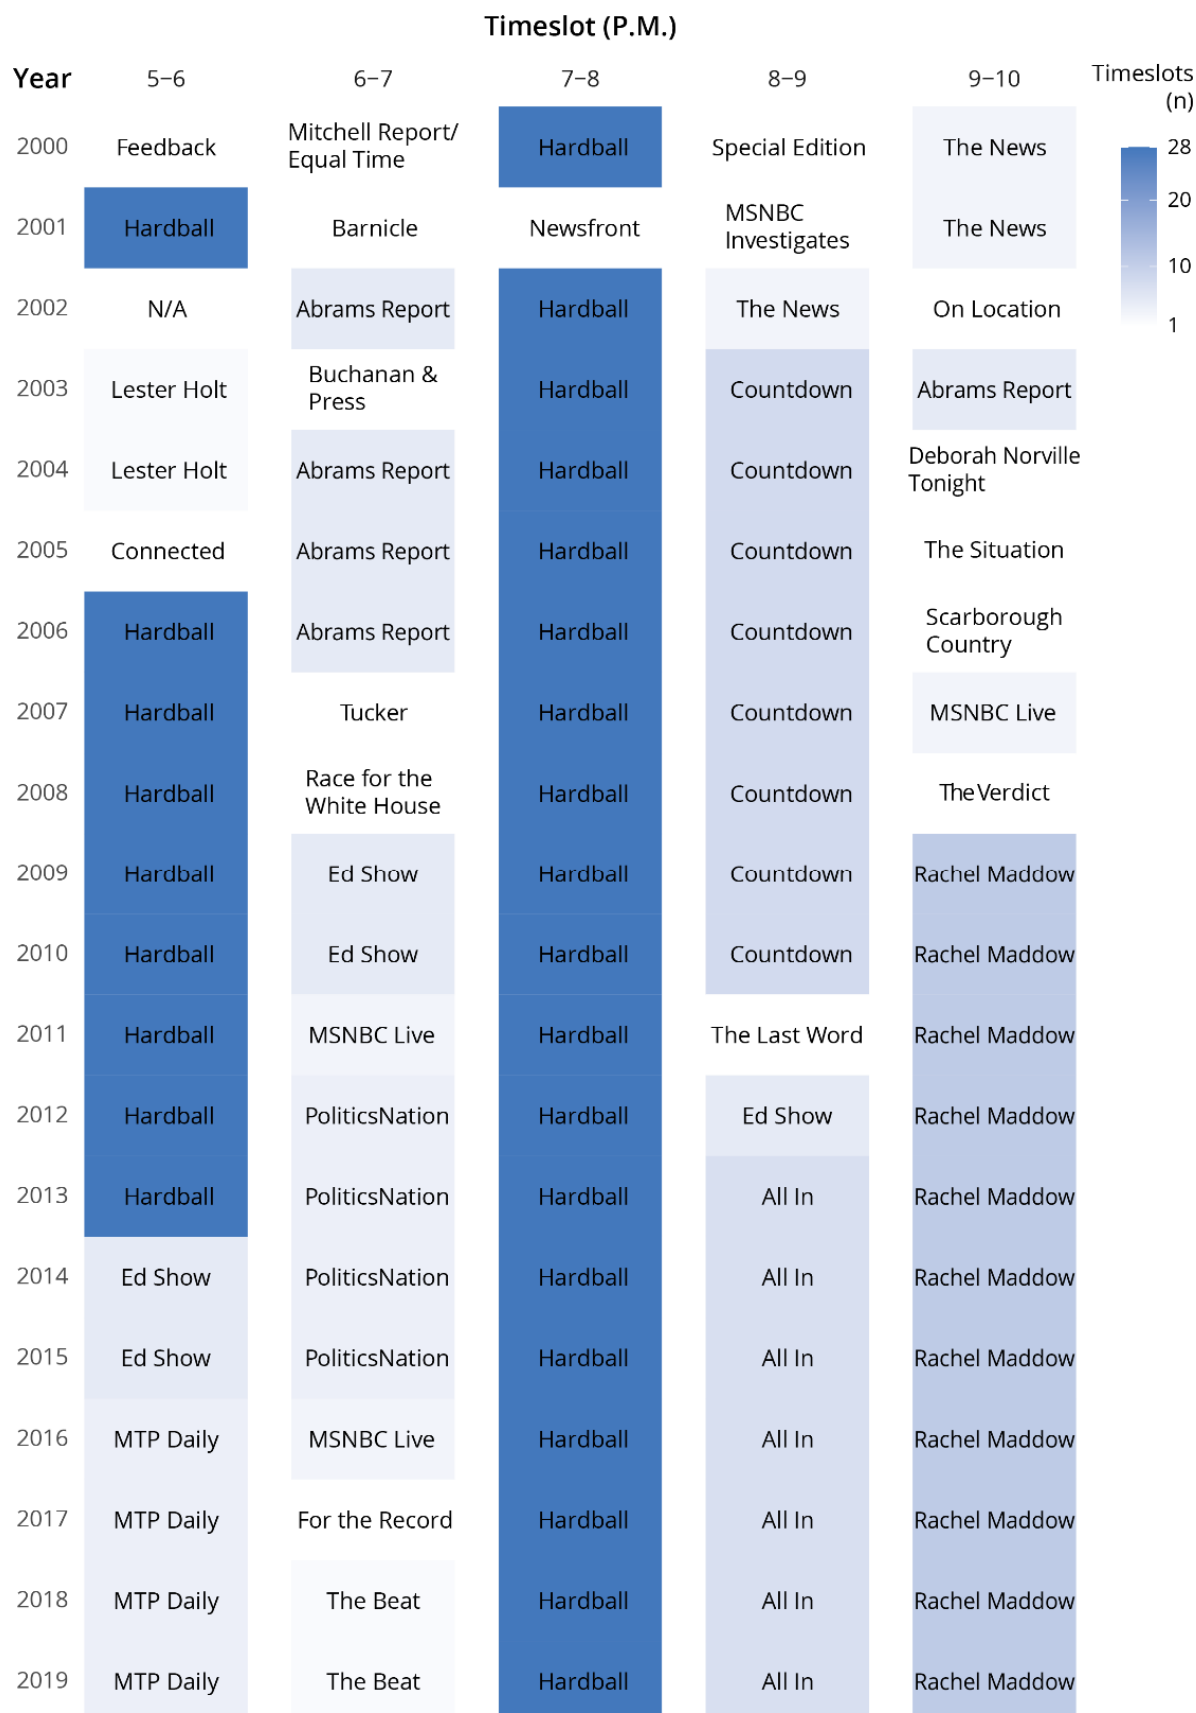 Timeslot (P.M.)
Year 5–6 6–7 7–8 8–9 9–10 Timeslots
(n)
28
20
10
1
2000 Feedback Mitchell Report/
Equal Time Hardball Special Edition The News
2001 Hardball Barnicle Newsfront MSNBC
Investigates The News
2002 N/A Abrams Report Hardball The News On Location
2003 Lester Holt Buchanan &
Press Hardball Countdown Abrams Report
2004 Lester Holt Abrams Report Hardball Countdown Deborah Norville
Tonight
2005 Connected Abrams Report Hardball Countdown The Situation
2006 Hardball Abrams Report Hardball Countdown Scarborough
Country
2007 Hardball Tucker Hardball Countdown MSNBC Live
2008 Hardball Race for the
White House Hardball Countdown The Verdict
2009 Hardball Ed Show Hardball Countdown Rachel Maddow
2010 Hardball Ed Show Hardball Countdown Rachel Maddow
2011 Hardball MSNBC Live Hardball The Last Word Rachel Maddow
2012 Hardball PoliticsNation Hardball Ed Show Rachel Maddow
2013 Hardball PoliticsNation Hardball All In Rachel Maddow
2014 Ed Show PoliticsNation Hardball All In Rachel Maddow
2015 Ed Show PoliticsNation Hardball All In Rachel Maddow
2016 MTP Daily MSNBC Live Hardball All In Rachel Maddow
2017 MTP Daily For the Record Hardball All In Rachel Maddow
2018 MTP Daily The Beat Hardball All In Rachel Maddow
2019 MTP Daily The Beat Hardball All In Rachel Maddow